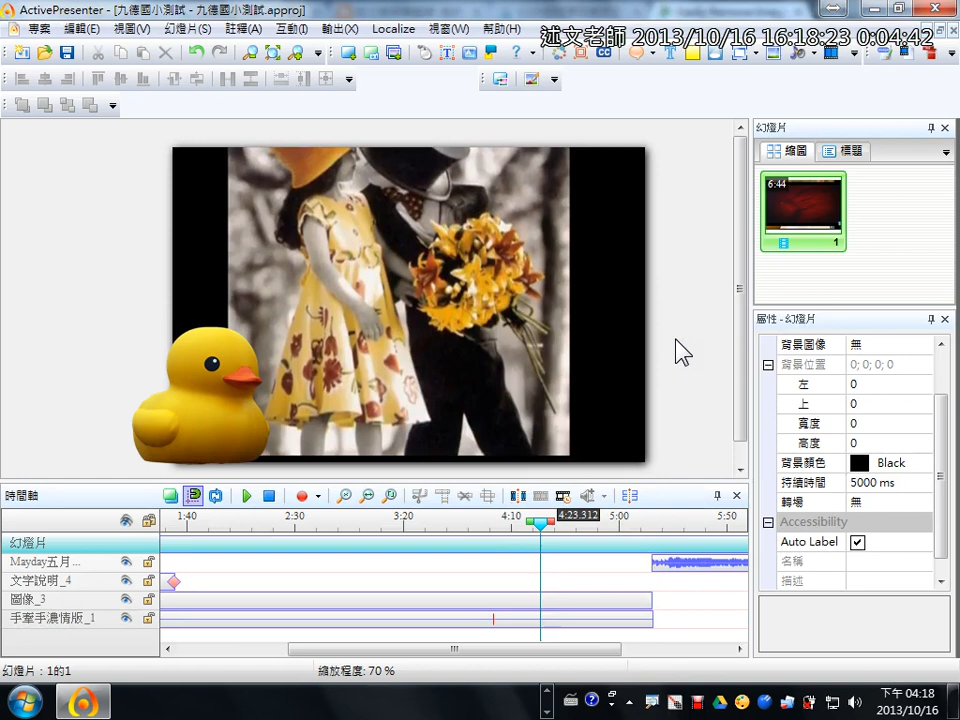 ActivePresenter - [九德國小測試 - 九德國小測試.approj]
專案 編輯(E) 視圖(V) 幻燈片(S) 註釋(A) 互動(I) 輸出(X) Localize 視窗(W) 幫助(H)
述文老師 2013/10/16 16:18:23 0:04:42
幻燈片
縮圖 標題
6:44
1
屬性 - 幻燈片
背景圖像 無
背景位置 0; 0; 0; 0
左 0
上 0
寬度 0
高度 0
背景顏色 Black
持續時間 5000 ms
轉場 無
Accessibility
Auto Label
名稱
描述
時間軸
1:40 2:30 3:20 4:10 4:23.312 5:00 5:50
幻燈片
Mayday五月...
文字說明_4
圖像_3
手牽手濃情版_1
幻燈片：1的1
縮放程度: 70 %
下午 04:18
2013/10/16